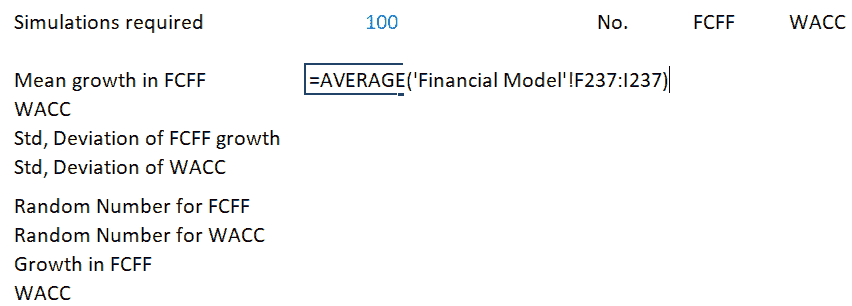 Simulations required 100 No. FCFF WACC
Mean growth in FCFF =AVERAGE('Financial Model'!F237:I237)
WACC
Std, Deviation of FCFF growth
Std, Deviation of WACC
Random Number for FCFF
Random Number for WACC
Growth in FCFF
WACC